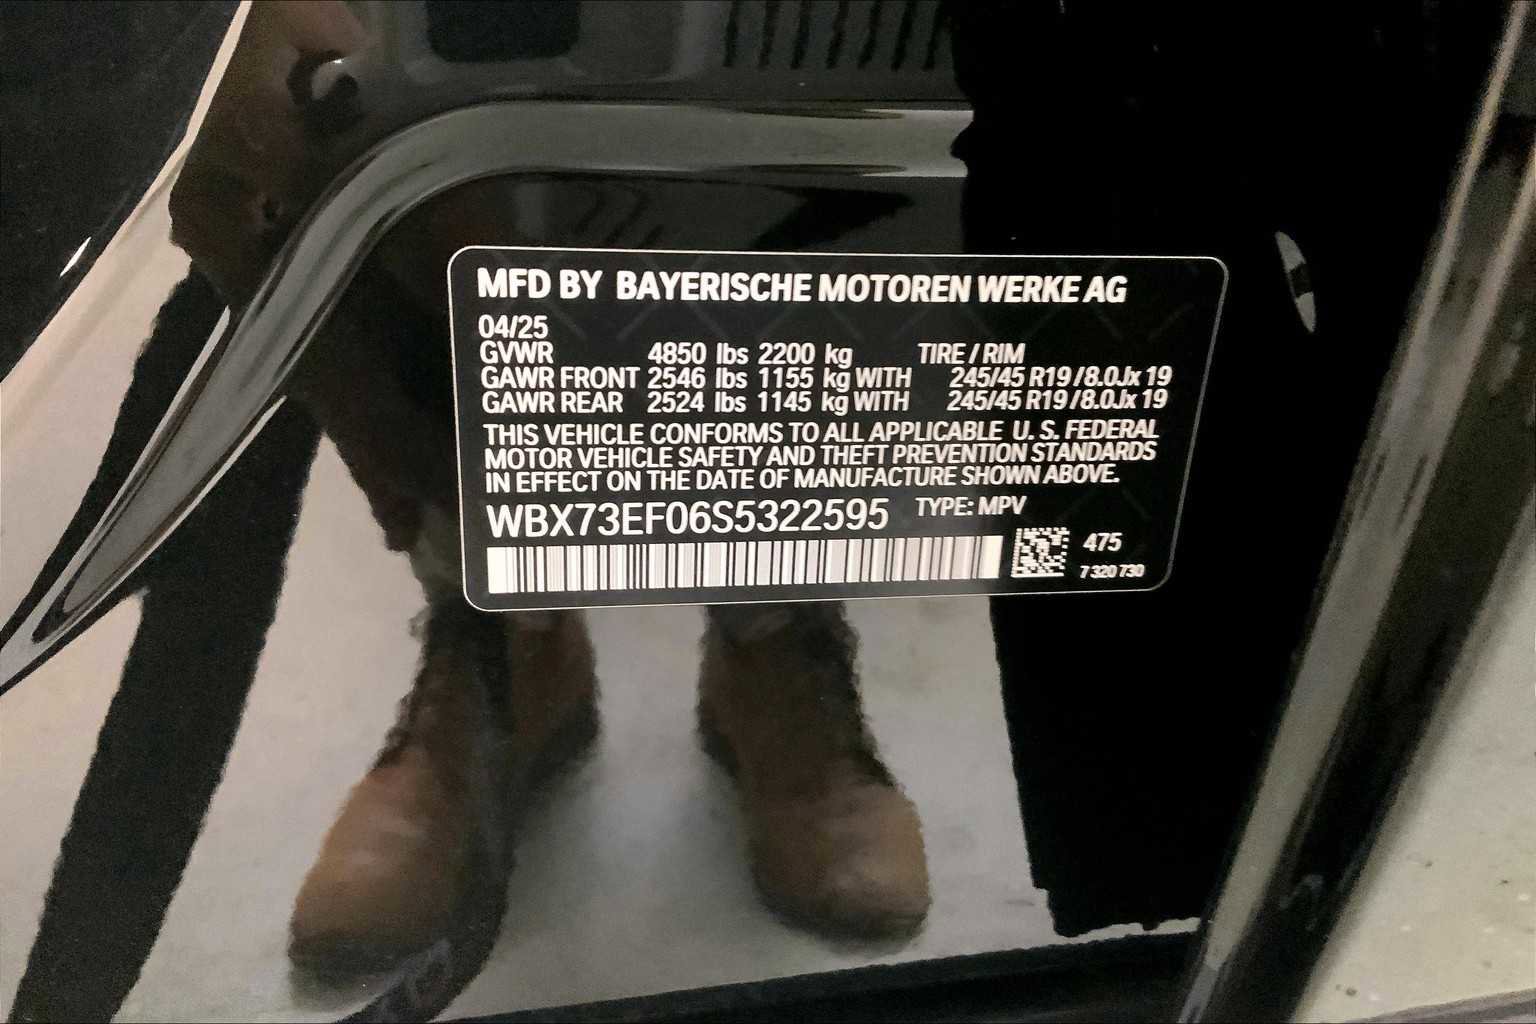 MFD BY BAYERISCHE MOTOREN WERKE AG
04/25
GVWR 4850 lbs 2200 kg TIRE / RIM
GAWR FRONT 2546 lbs 1155 kg WITH 245/45 R19 / 8.0Jx 19
GAWR REAR 2524 lbs 1145 kg WITH 245/45 R19 / 8.0Jx 19
THIS VEHICLE CONFORMS TO ALL APPLICABLE U. S. FEDERAL
MOTOR VEHICLE SAFETY AND THEFT PREVENTION STANDARDS
IN EFFECT ON THE DATE OF MANUFACTURE SHOWN ABOVE.
WBX73EF06S5322595 TYPE: MPV
475
7 320 730